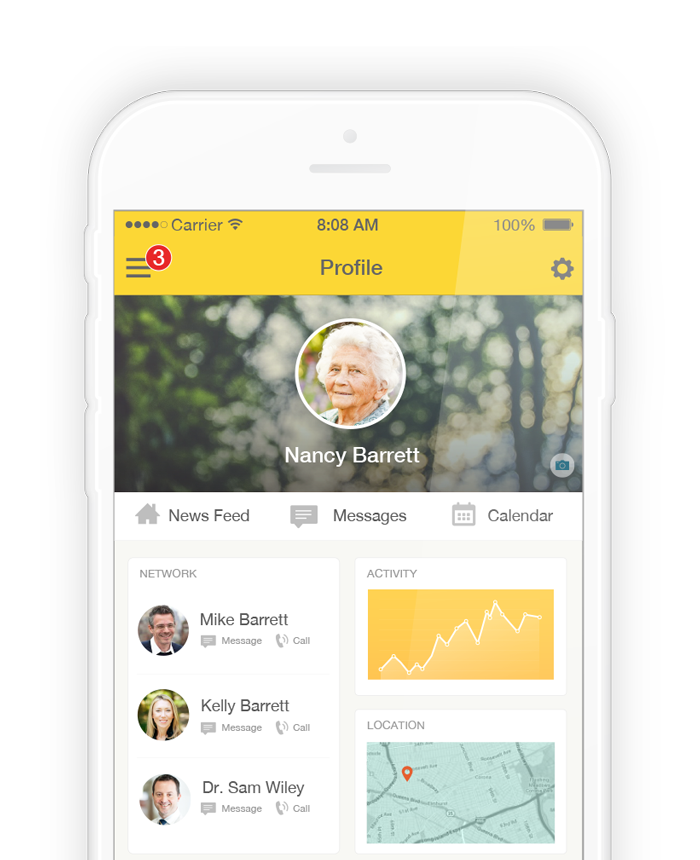 Carrier 8:08 AM 100%
3
Profile
Nancy Barrett
News Feed Messages Calendar
NETWORK
Mike Barrett
Message Call
Kelly Barrett
Message Call
Dr. Sam Wiley
Message Call
ACTIVITY
LOCATION